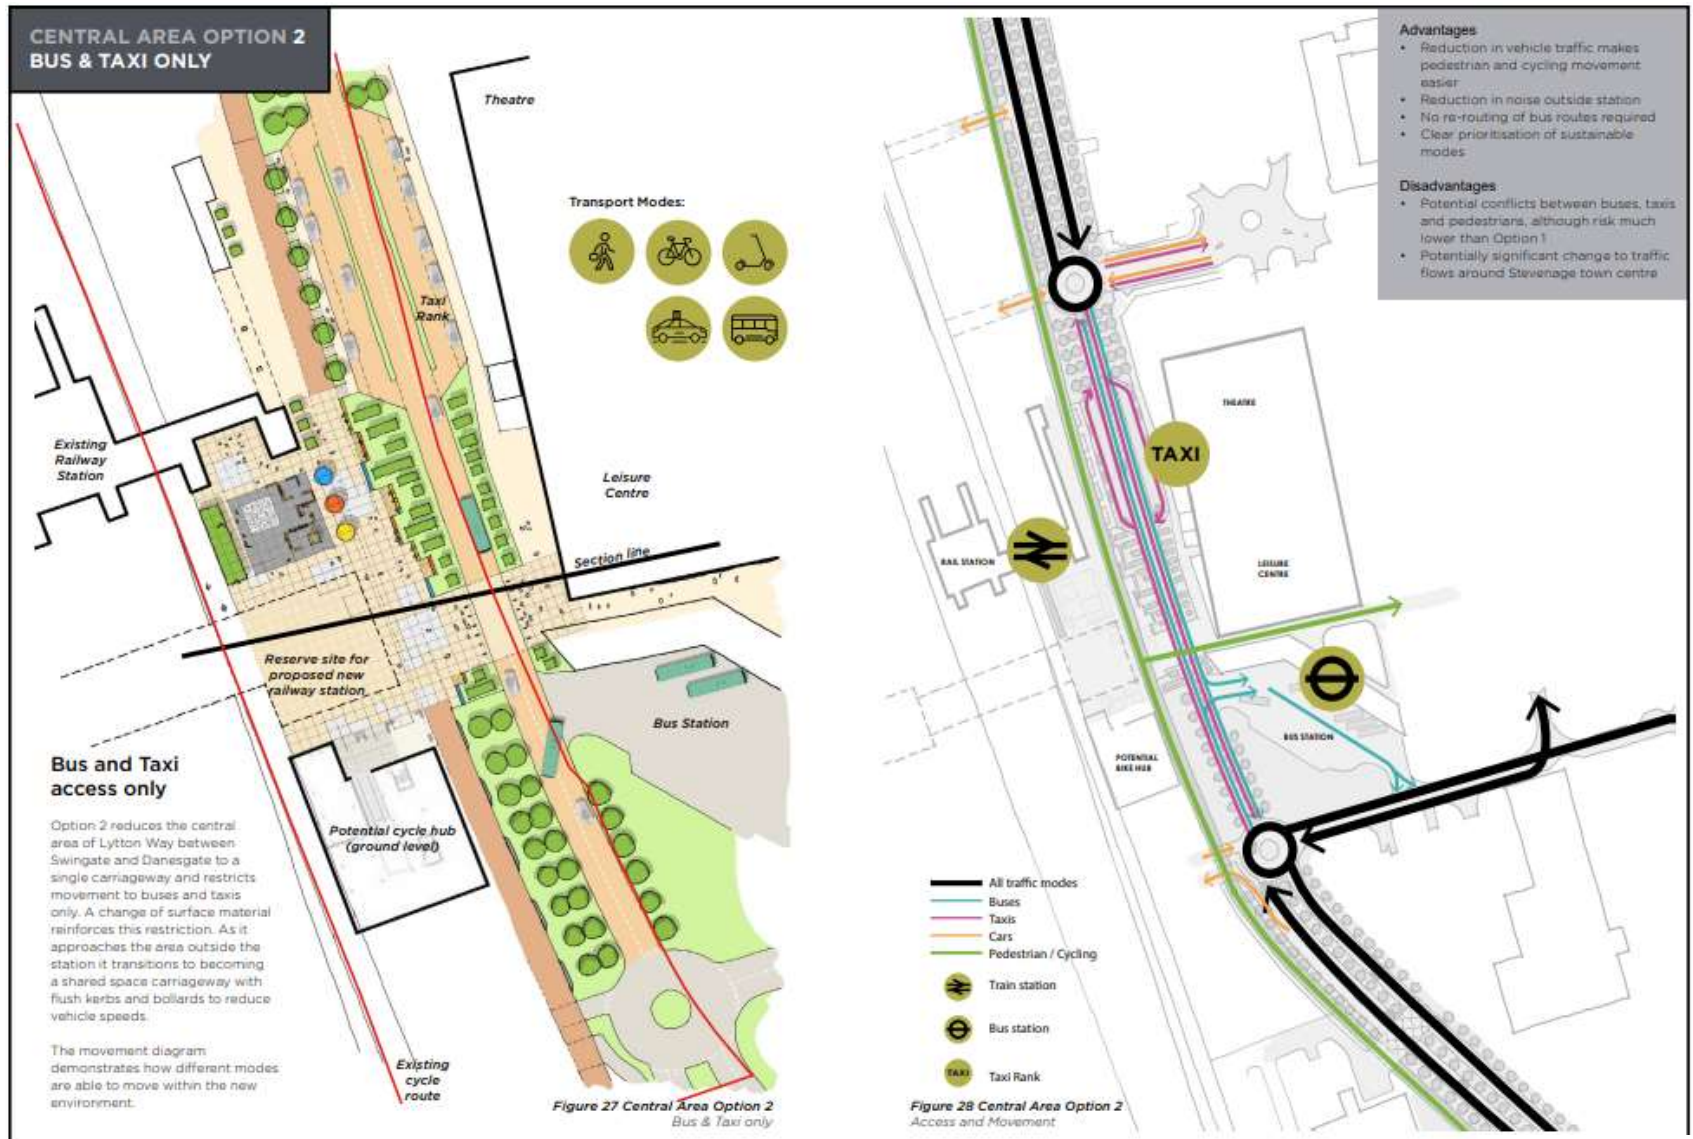 CENTRAL AREA OPTION 2
BUS & TAXI ONLY
Theatre
Transport Modes:
Taxi
Rank
Existing
Railway
Station
Leisure
Centre
Section line
Reserve site for
proposed new
railway station
Bus Station
Bus and Taxi
access only
Option 2 reduces the central
area of Lytton Way between
Swingate and Danesgate to a
single carriageway and restricts
movement to buses and taxis
only. A change of surface material
reinforces this restriction. As it
approaches the area outside the
station it transitions to becoming
a shared space carriageway with
flush kerbs and bollards to reduce
vehicle speeds.
The movement diagram
demonstrates how different modes
are able to move within the new
environment.
Potential cycle hub
(ground level)
Existing
cycle
route
Figure 27 Central Area Option 2
Bus & Taxi only
Advantages
• Reduction in vehicle traffic makes
pedestrian and cycling movement
easier
• Reduction in noise outside station
• No re-routing of bus routes required
• Clear prioritisation of sustainable
modes
Disadvantages
• Potential conflicts between buses, taxis
and pedestrians, although risk much
lower than Option 1
• Potentially significant change to traffic
flows around Stevenage town centre
THEATRE
TAXI
RAIL STATION
LEISURE
CENTRE
BUS STATION
POTENTIAL
BIKE HUB
All traffic modes
Buses
Taxis
Cars
Pedestrian / Cycling
Train station
Bus station
TAXI
Taxi Rank
Figure 28 Central Area Option 2
Access and Movement